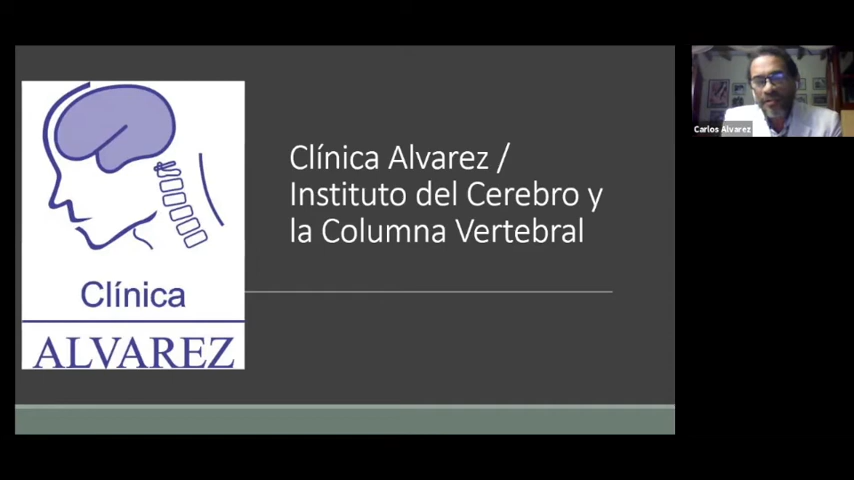 Clínica Alvarez /
Instituto del Cerebro y
la Columna Vertebral
Clínica
ALVAREZ
Carlos Alvarez